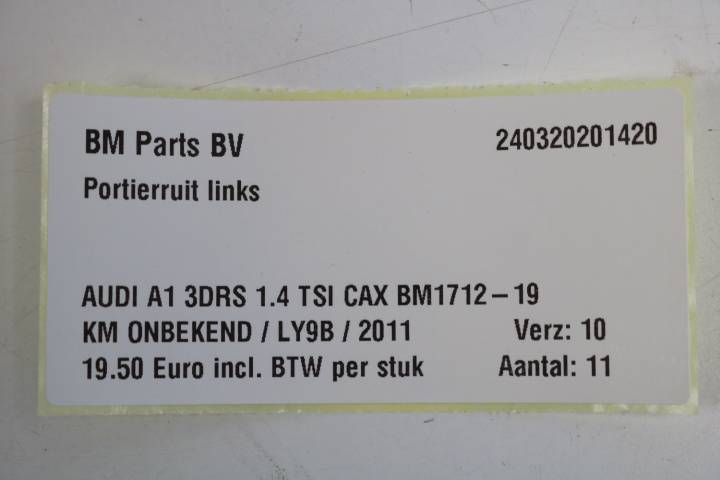 BM Parts BV 240320201420
Portierruit links
AUDI A1 3DRS 1.4 TSI CAX BM1712-19
KM ONBEKEND / LY9B / 2011 Verz: 10
19.50 Euro incl. BTW per stuk Aantal: 11